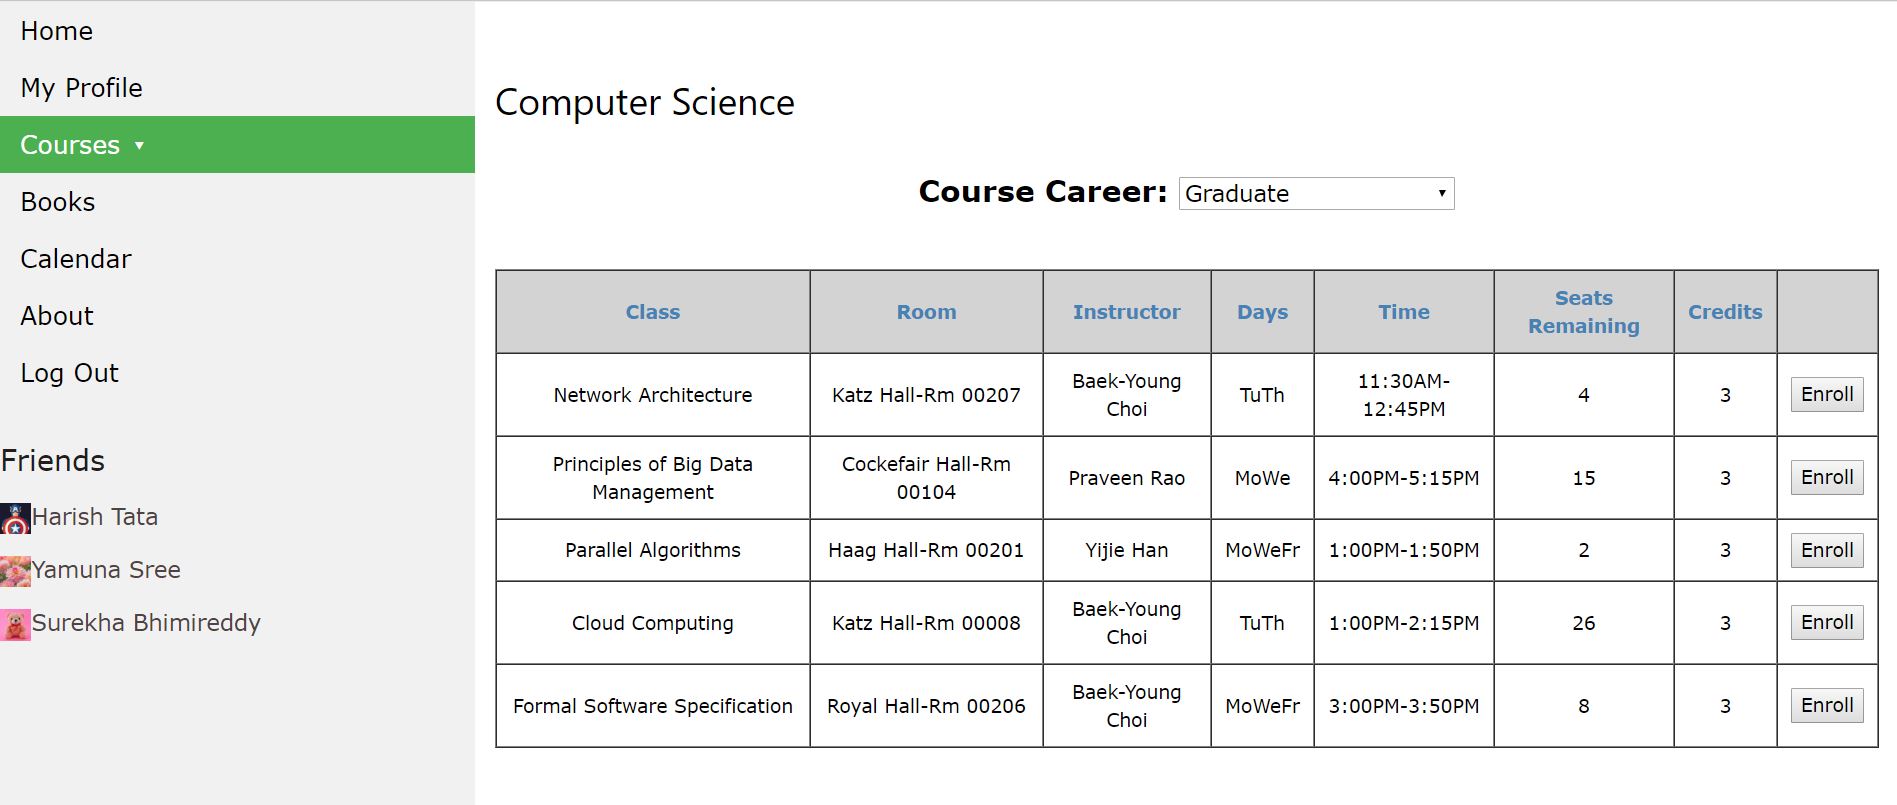 Home
My Profile
Courses ▾
Books
Calendar
About
Log Out
Friends
Harish Tata
Yamuna Sree
Surekha Bhimireddy
Computer Science
Course Career: Graduate
Class Room Instructor Days Time Seats Remaining Credits
Network Architecture Katz Hall-Rm 00207 Baek-Young Choi TuTh 11:30AM-12:45PM 4 3 Enroll
Principles of Big Data Management Cockefair Hall-Rm 00104 Praveen Rao MoWe 4:00PM-5:15PM 15 3 Enroll
Parallel Algorithms Haag Hall-Rm 00201 Yijie Han MoWeFr 1:00PM-1:50PM 2 3 Enroll
Cloud Computing Katz Hall-Rm 00008 Baek-Young Choi TuTh 1:00PM-2:15PM 26 3 Enroll
Formal Software Specification Royal Hall-Rm 00206 Baek-Young Choi MoWeFr 3:00PM-3:50PM 8 3 Enroll